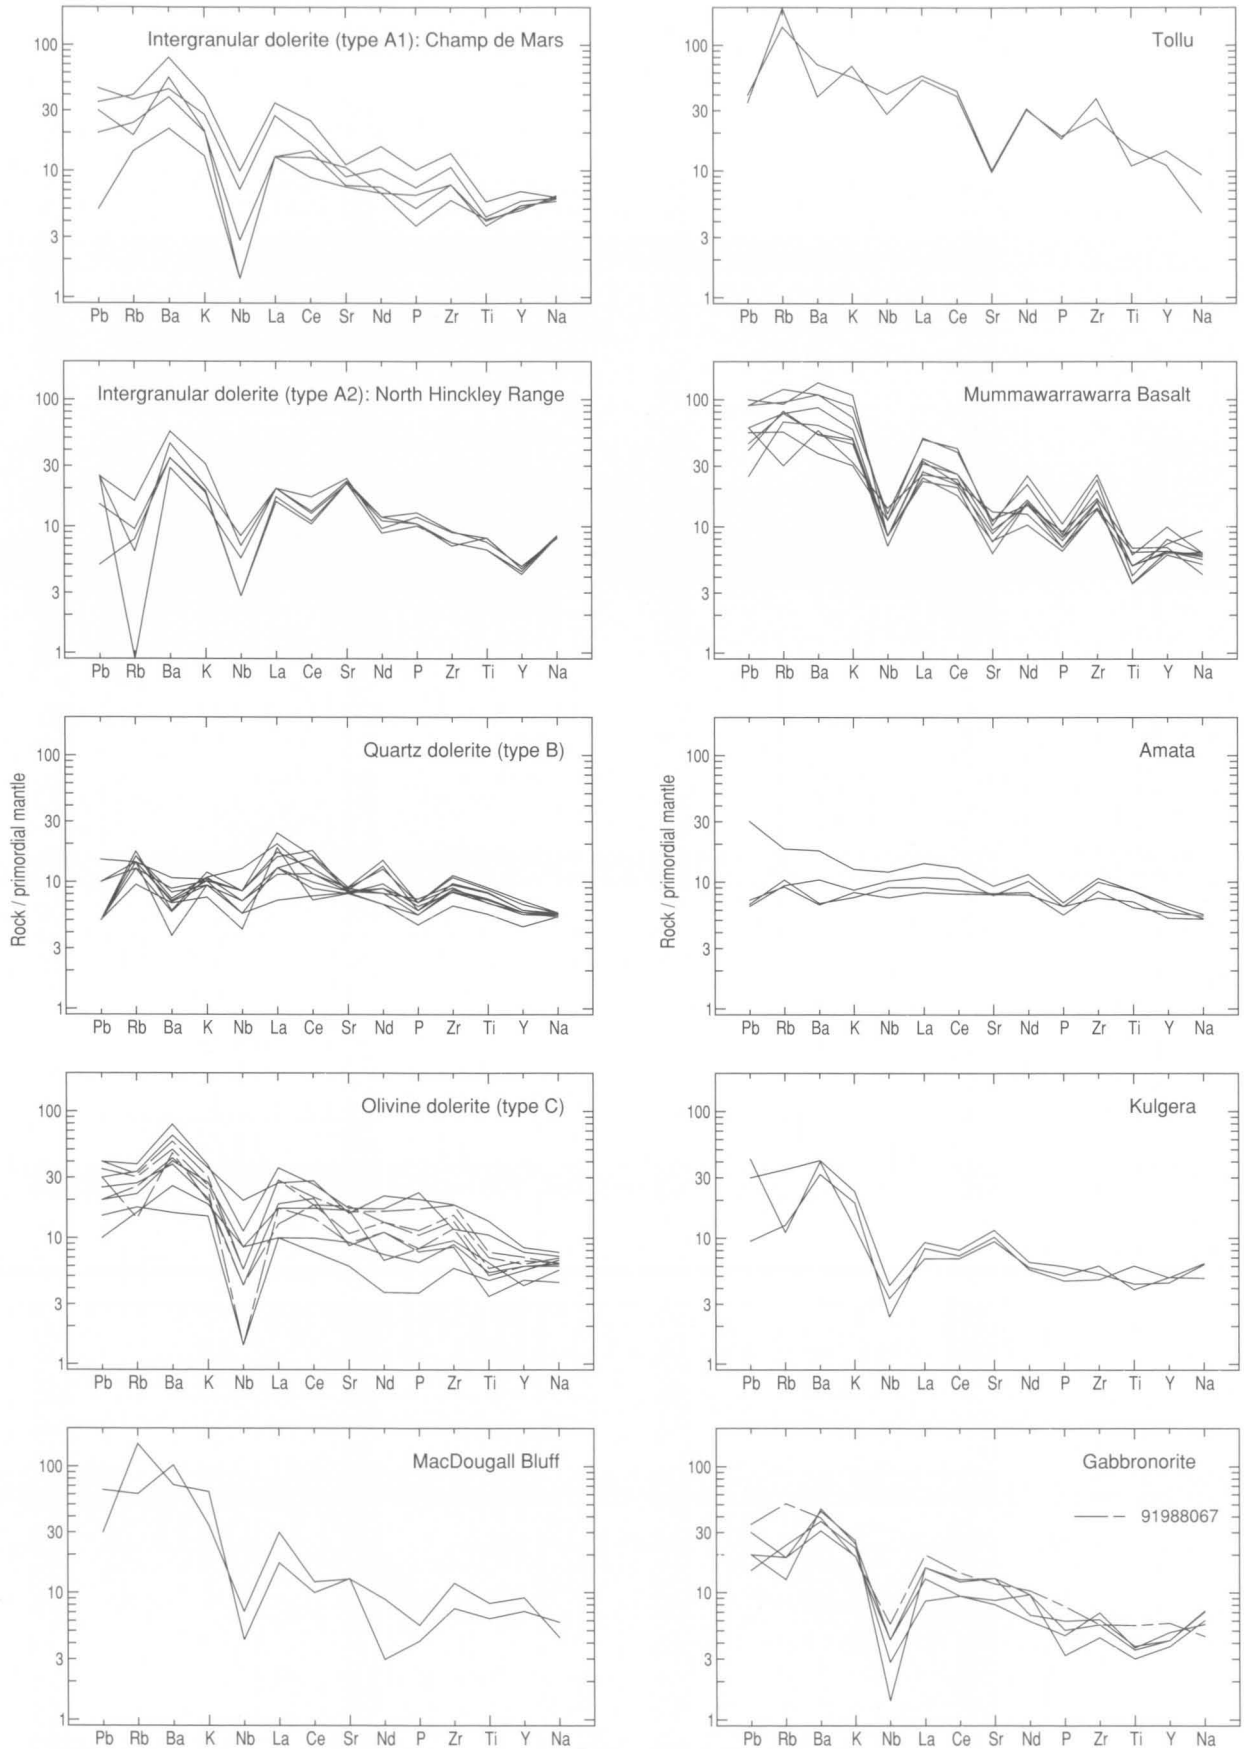 Intergranular dolerite (type A1): Champ de Mars
100
30
10
3
1
Pb Rb Ba K Nb La Ce Sr Nd P Zr Ti Y Na
Tollu
100
30
10
3
1
Pb Rb Ba K Nb La Ce Sr Nd P Zr Ti Y Na
Intergranular dolerite (type A2): North Hinckley Range
100
30
10
3
1
Pb Rb Ba K Nb La Ce Sr Nd P Zr Ti Y Na
Mummawarrawarra Basalt
100
30
10
3
1
Pb Rb Ba K Nb La Ce Sr Nd P Zr Ti Y Na
Quartz dolerite (type B)
Rock / primordial mantle
100
30
10
3
1
Pb Rb Ba K Nb La Ce Sr Nd P Zr Ti Y Na
Amata
Rock / primordial mantle
100
30
10
3
1
Pb Rb Ba K Nb La Ce Sr Nd P Zr Ti Y Na
Olivine dolerite (type C)
100
30
10
3
1
Pb Rb Ba K Nb La Ce Sr Nd P Zr Ti Y Na
Kulgera
100
30
10
3
1
Pb Rb Ba K Nb La Ce Sr Nd P Zr Ti Y Na
MacDougall Bluff
100
30
10
3
1
Pb Rb Ba K Nb La Ce Sr Nd P Zr Ti Y Na
Gabbronorite
91988067
100
30
10
3
1
Pb Rb Ba K Nb La Ce Sr Nd P Zr Ti Y Na